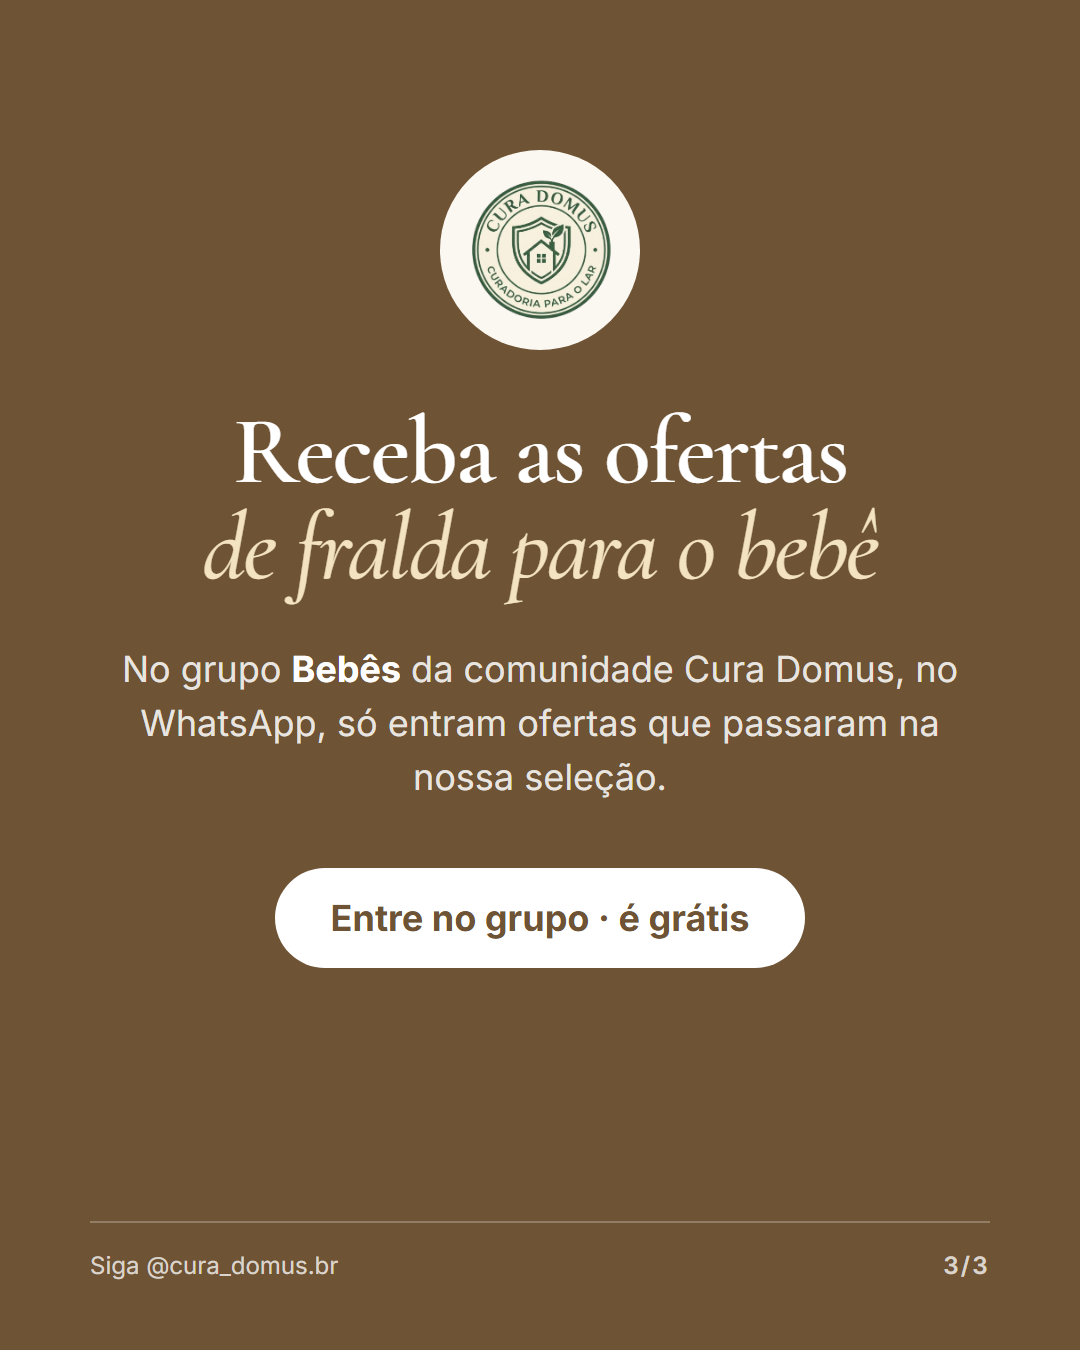 CURA DOMUS
CURADORIA PARA O LAR
Receba as ofertas
de fralda para o bebê
No grupo Bebês da comunidade Cura Domus, no
WhatsApp, só entram ofertas que passaram na
nossa seleção.
Entre no grupo · é grátis
Siga @cura_domus.br
3/3